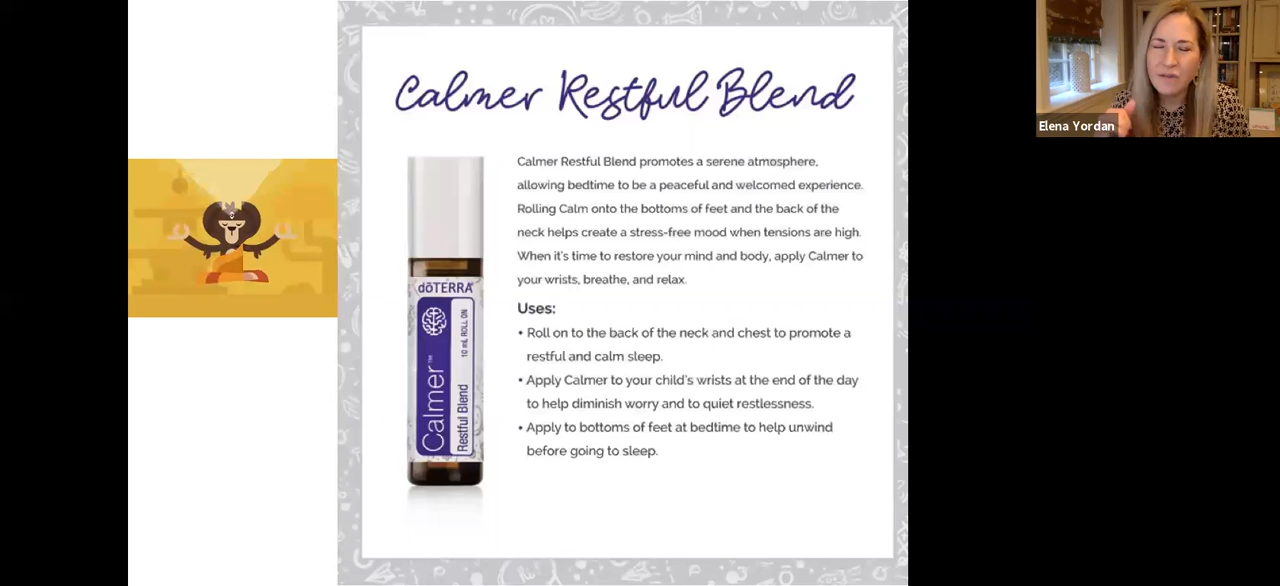 Calmer Restful Blend
Calmer Restful Blend promotes a serene atmosphere,
allowing bedtime to be a peaceful and welcomed experience.
Rolling Calm onto the bottoms of feet and the back of the
neck helps create a stress-free mood when tensions are high.
When it's time to restore your mind and body, apply Calmer to
your wrists, breathe, and relax.
Uses:
• Roll on to the back of the neck and chest to promote a
restful and calm sleep.
• Apply Calmer to your child's wrists at the end of the day
to help diminish worry and to quiet restlessness.
• Apply to bottoms of feet at bedtime to help unwind
before going to sleep.
dōTERRA
Calmer™
Restful Blend
10 mL ROLL ON
Elena Yordan